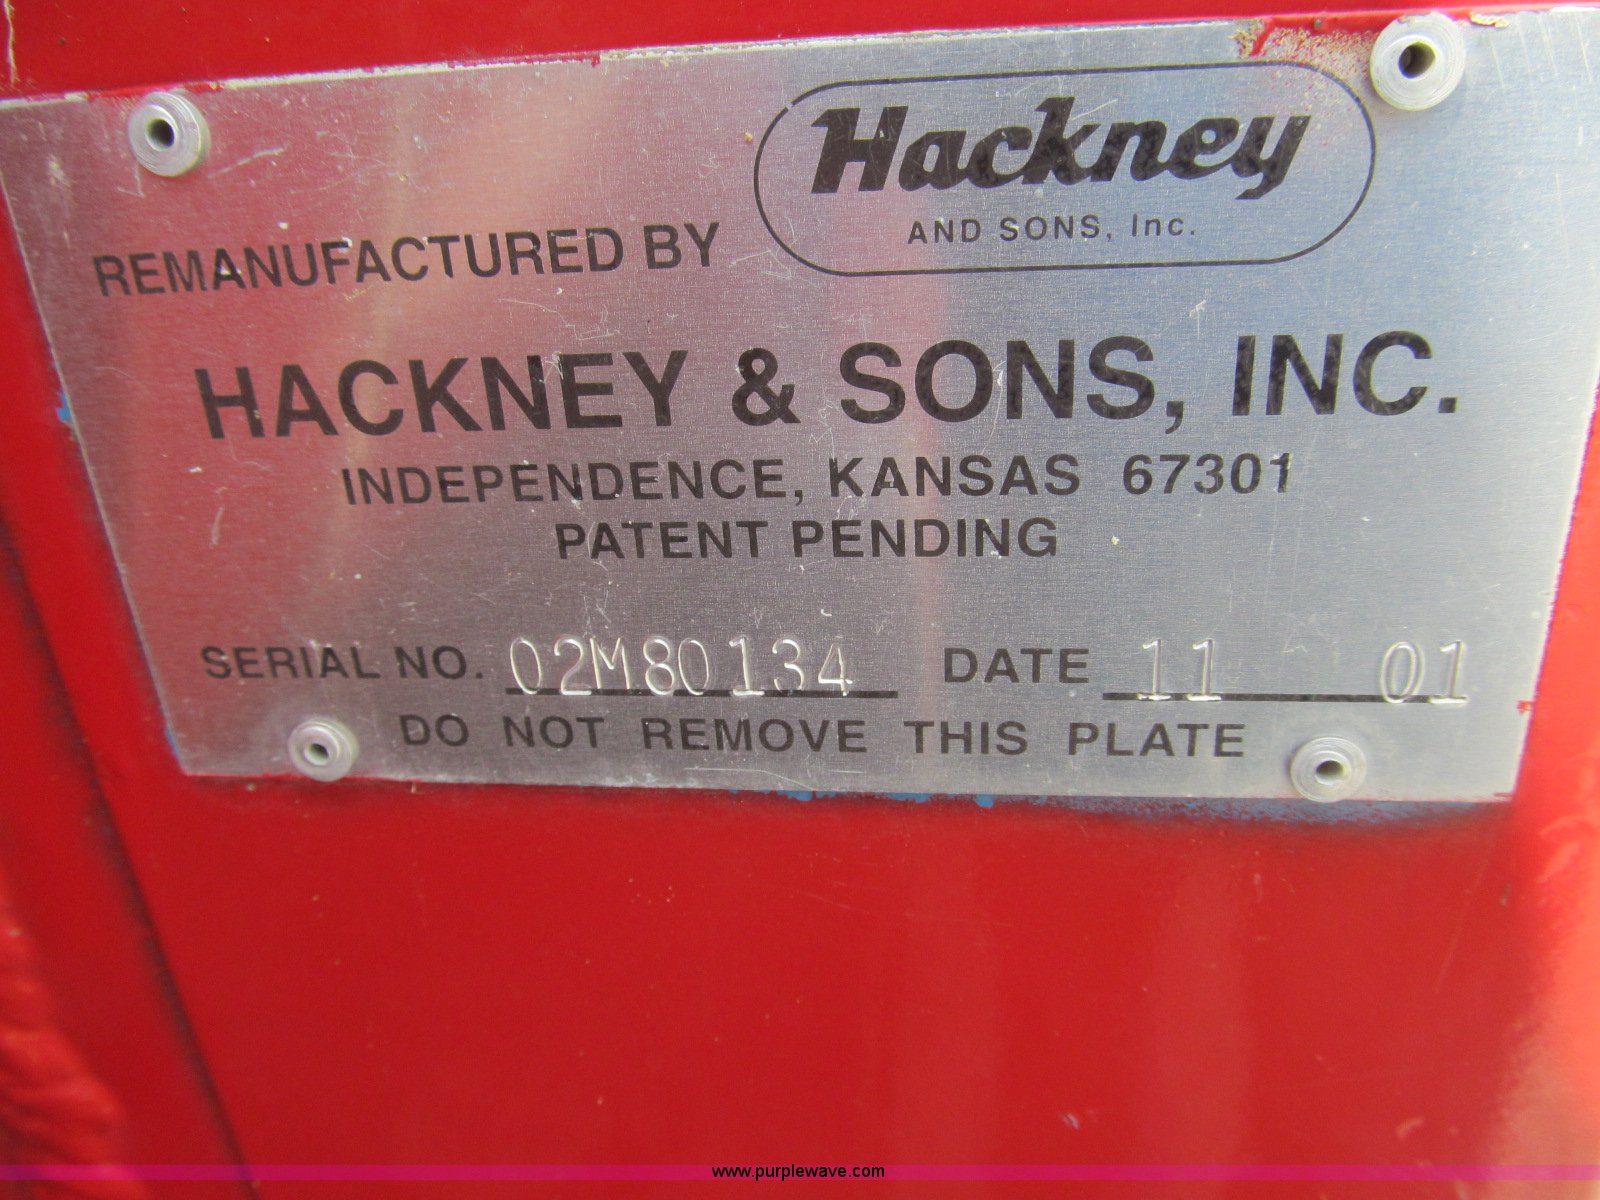 Hackney
AND SONS, Inc.
REMANUFACTURED BY
HACKNEY & SONS, INC.
INDEPENDENCE, KANSAS 67301
PATENT PENDING
SERIAL NO. 02M80134 DATE 11 01
DO NOT REMOVE THIS PLATE
www.purplewave.com